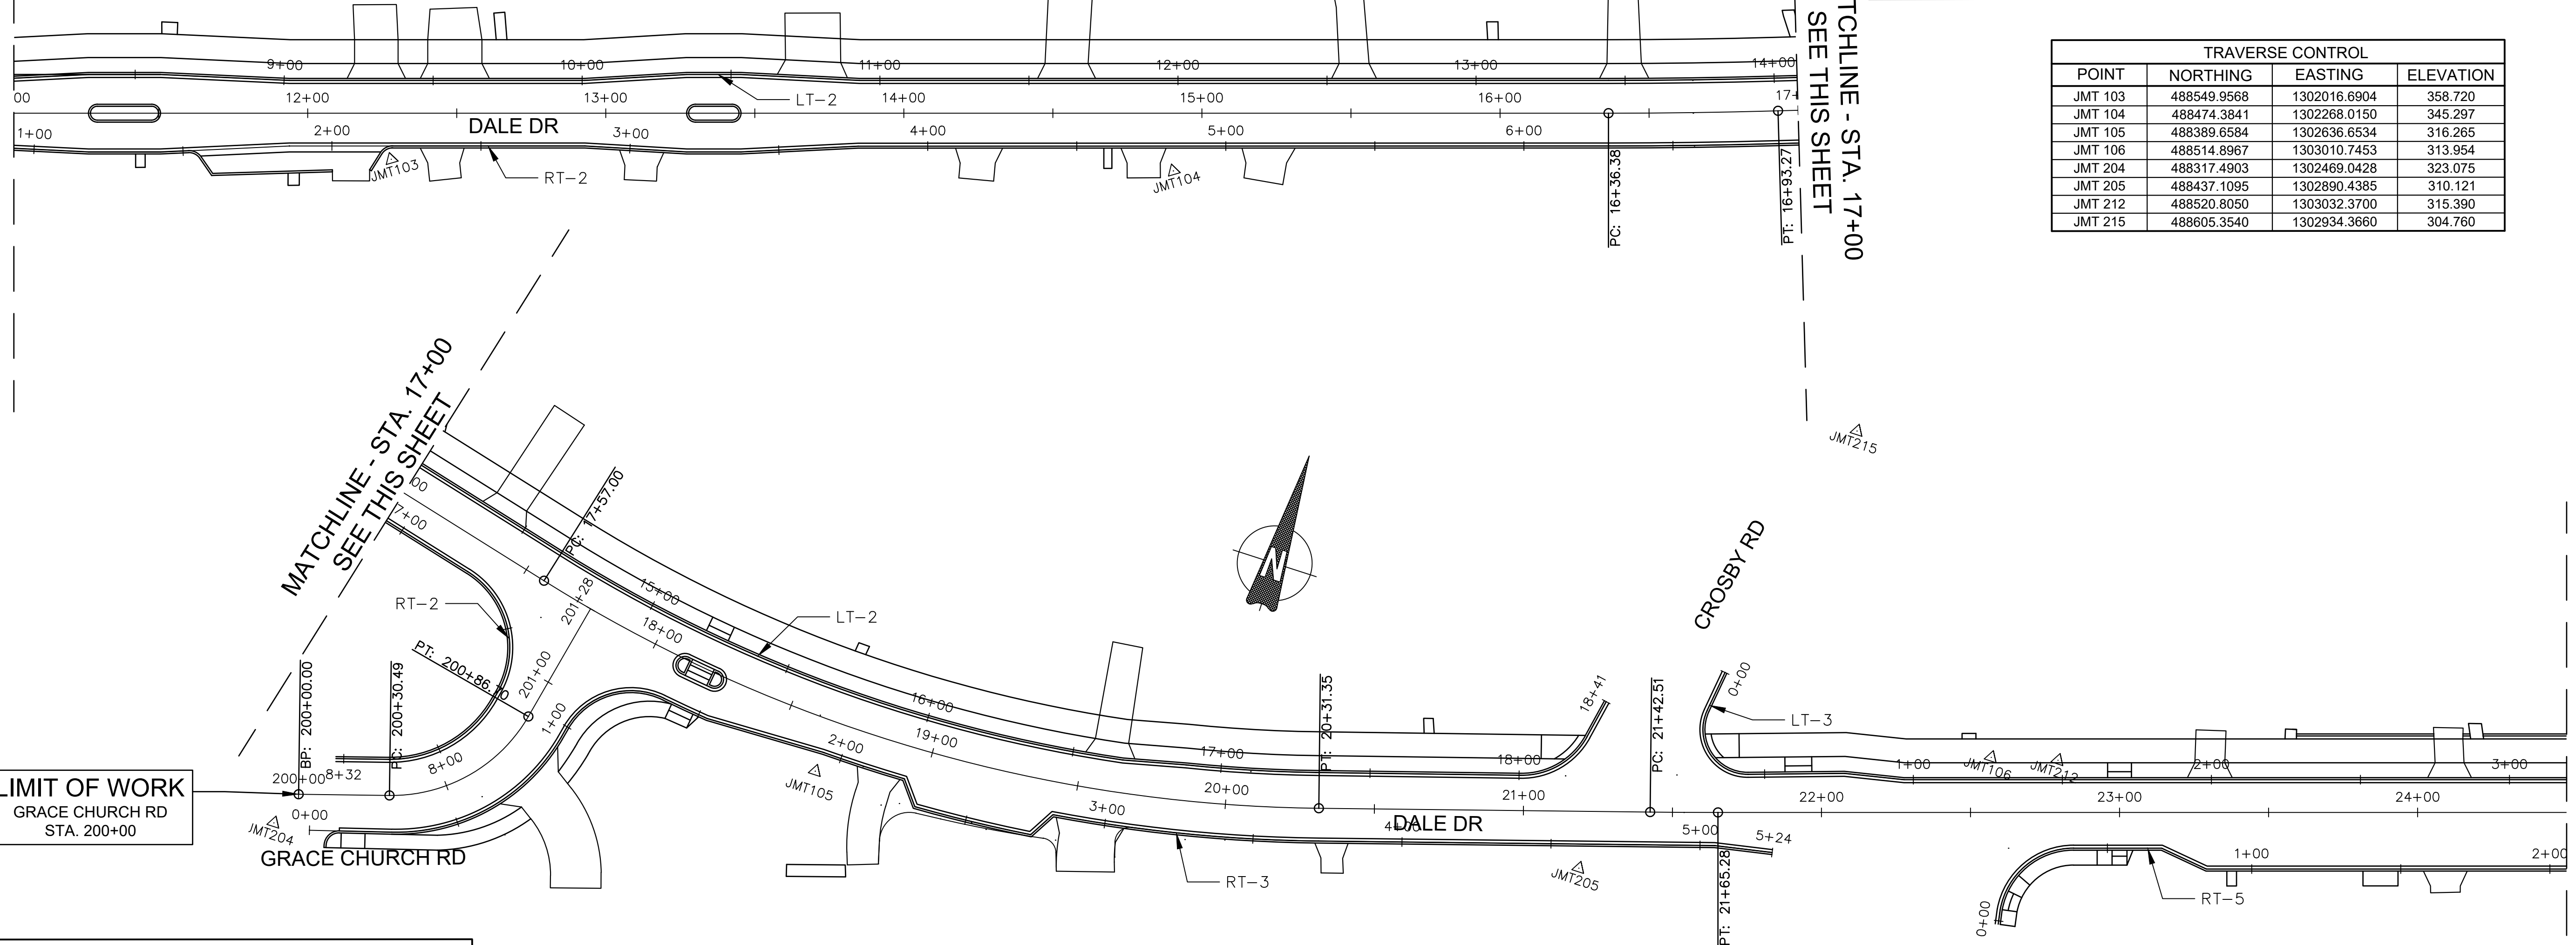 9+00
10+00
11+00
12+00
13+00
14+00
LT-2
00
12+00
13+00
14+00
15+00
16+00
17+
DALE DR
1+00
2+00
3+00
4+00
5+00
6+00
JMT103
RT-2
JMT104
PC: 16+36.38
PT: 16+93.27
TCHLINE - STA. 17+00
SEE THIS SHEET
TRAVERSE CONTROL
POINT NORTHING EASTING ELEVATION
JMT 103 488549.9568 1302016.6904 358.720
JMT 104 488474.3841 1302268.0150 345.297
JMT 105 488389.6584 1302636.6534 316.265
JMT 106 488514.8967 1303010.7453 313.954
JMT 204 488317.4903 1302469.0428 323.075
JMT 205 488437.1095 1302890.4385 310.121
JMT 212 488520.8050 1303032.3700 315.390
JMT 215 488605.3540 1302934.3660 304.760
MATCHLINE - STA. 17+00
SEE THIS SHEET
00
7+00
PC: 17+57.00
JMT215
N
CROSBY RD
RT-2
201+28
15+00
LT-2
18+00
PT: 200+86.70
201+00
BP: 200+00.00
PC: 200+30.49
1+00
16+00
19+00
2+00
17+00
PT: 20+31.35
18+00
18+41
PC: 21+42.51
0+00
LT-3
1+00
JMT106
JMT212
2+00
3+00
LIMIT OF WORK
GRACE CHURCH RD
STA. 200+00
200+00
8+32
8+00
JMT105
20+00
21+00
22+00
23+00
24+00
0+00
JMT204
GRACE CHURCH RD
3+00
4+00
DALE DR
5+00
5+24
PT: 21+65.28
RT-3
JMT205
0+00
1+00
2+00
RT-5